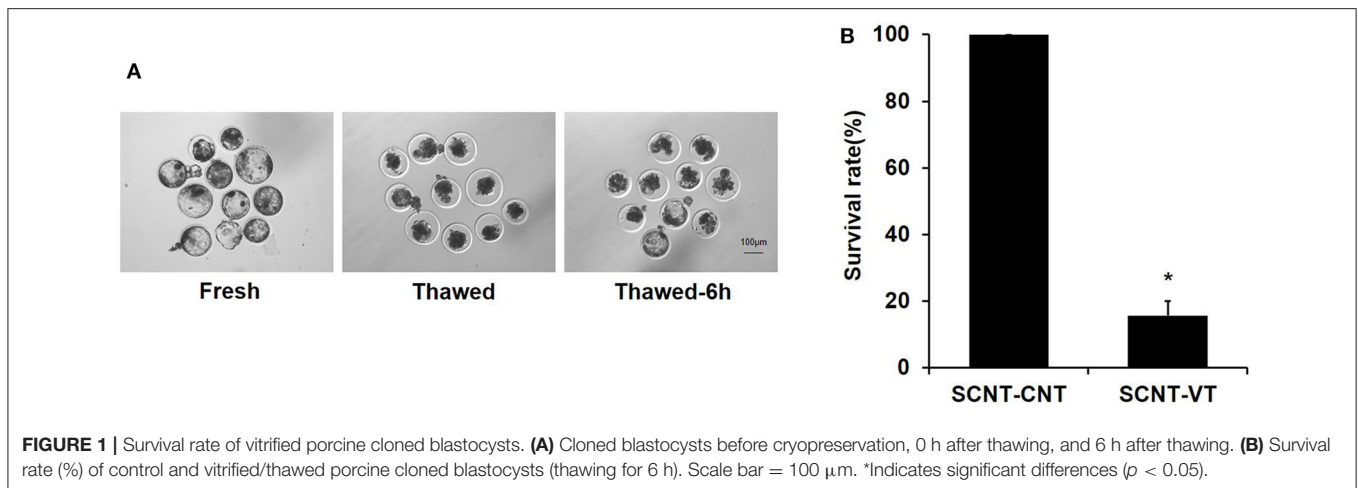 A
Fresh
Thawed
100µm
Thawed-6h
B
100
80
60
40
20
0
Survival rate(%)
*
SCNT-CNT
SCNT-VT
FIGURE 1 | Survival rate of vitrified porcine cloned blastocysts. (A) Cloned blastocysts before cryopreservation, 0 h after thawing, and 6 h after thawing. (B) Survival
rate (%) of control and vitrified/thawed porcine cloned blastocysts (thawing for 6 h). Scale bar = 100 μm. *Indicates significant differences (p < 0.05).